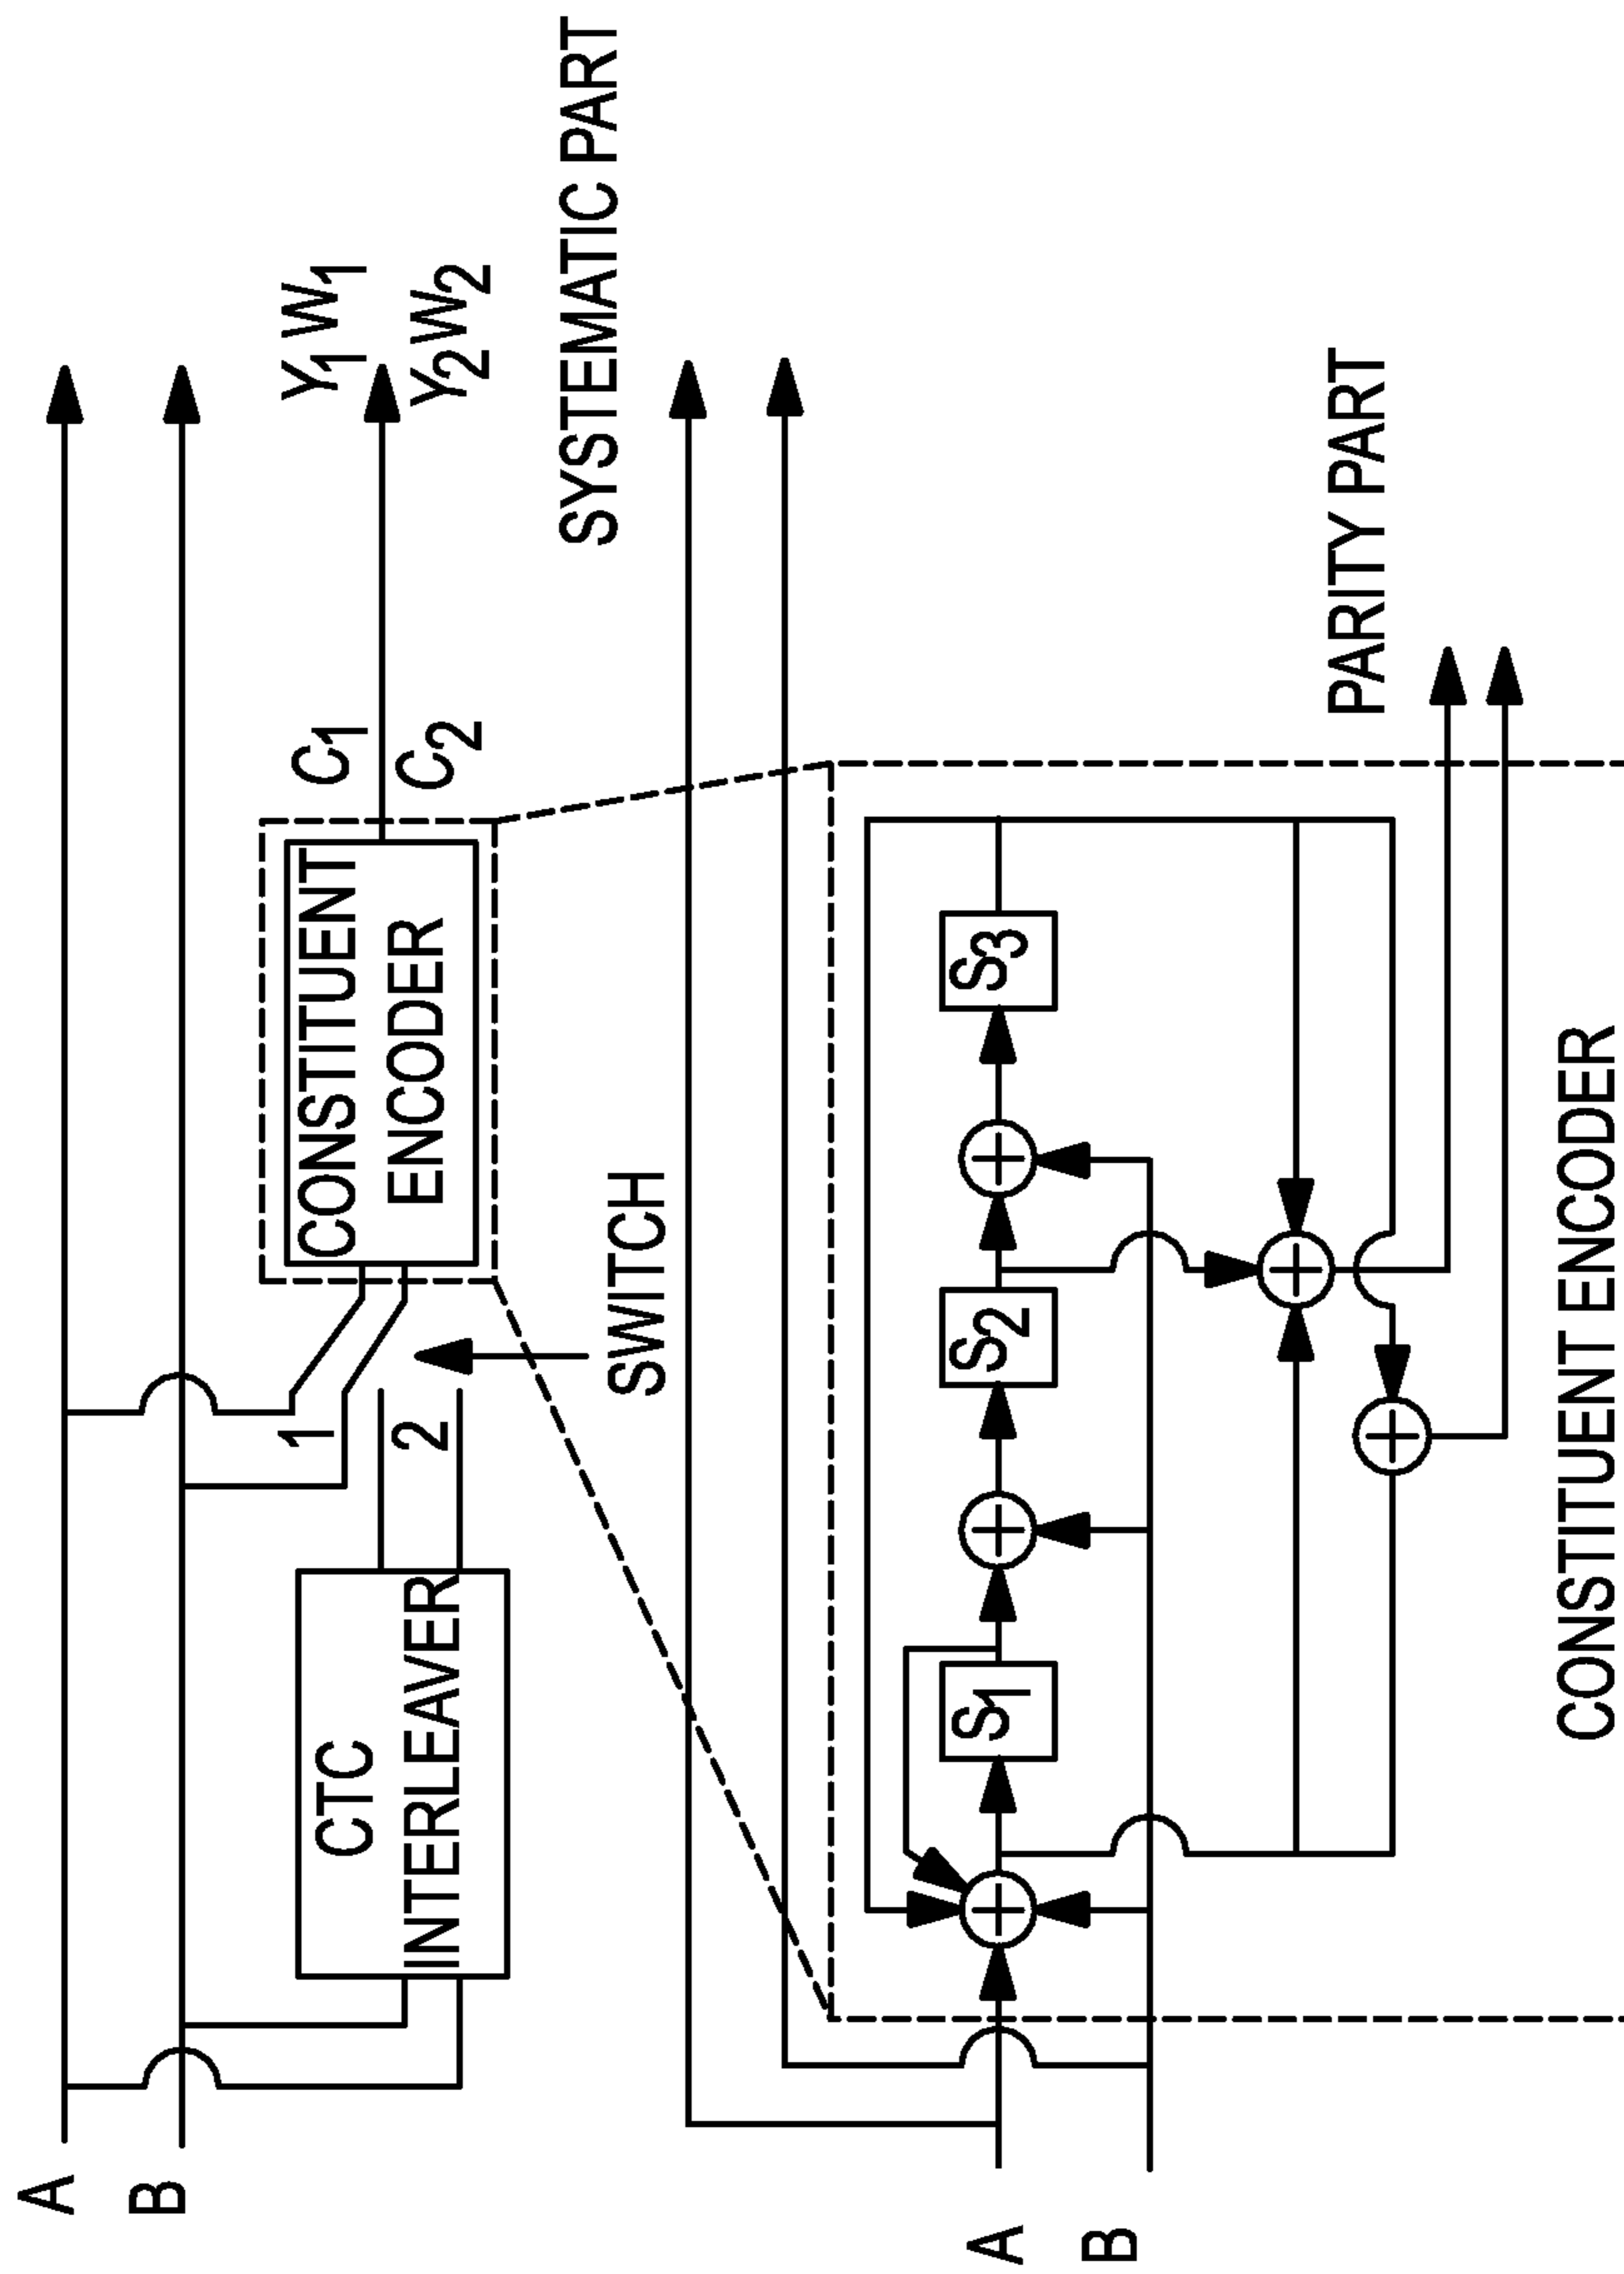 A
B
CTC
INTERLEAVER
1
2
SWITCH
CONSTITUENT
ENCODER
C1
C2
Y1W1
Y2W2
SYSTEMATIC PART
A
B
S1
S2
S3
PARITY PART
CONSTITUENT ENCODER